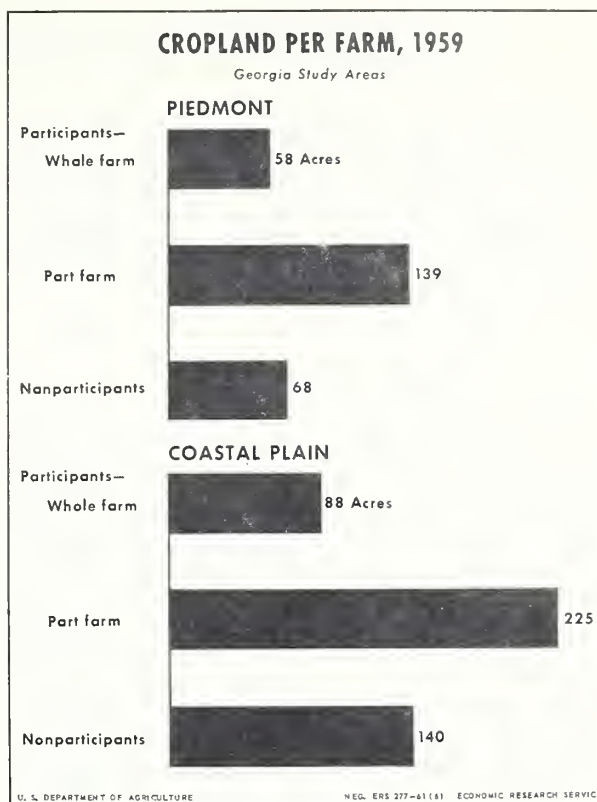 CROPLAND PER FARM, 1959
Georgia Study Areas
PIEDMONT
Participants—
Whale farm
58 Acres
Part farm
139
Nanparticipants
68
COASTAL PLAIN
Participants—
Whole farm
88 Acres
Part farm
225
Nonparticipants
140
U. S. DEPARTMENT OF AGRICULTURE
NEG. ERS 277-61(6) ECONOMIC RESEARCH SERVIC